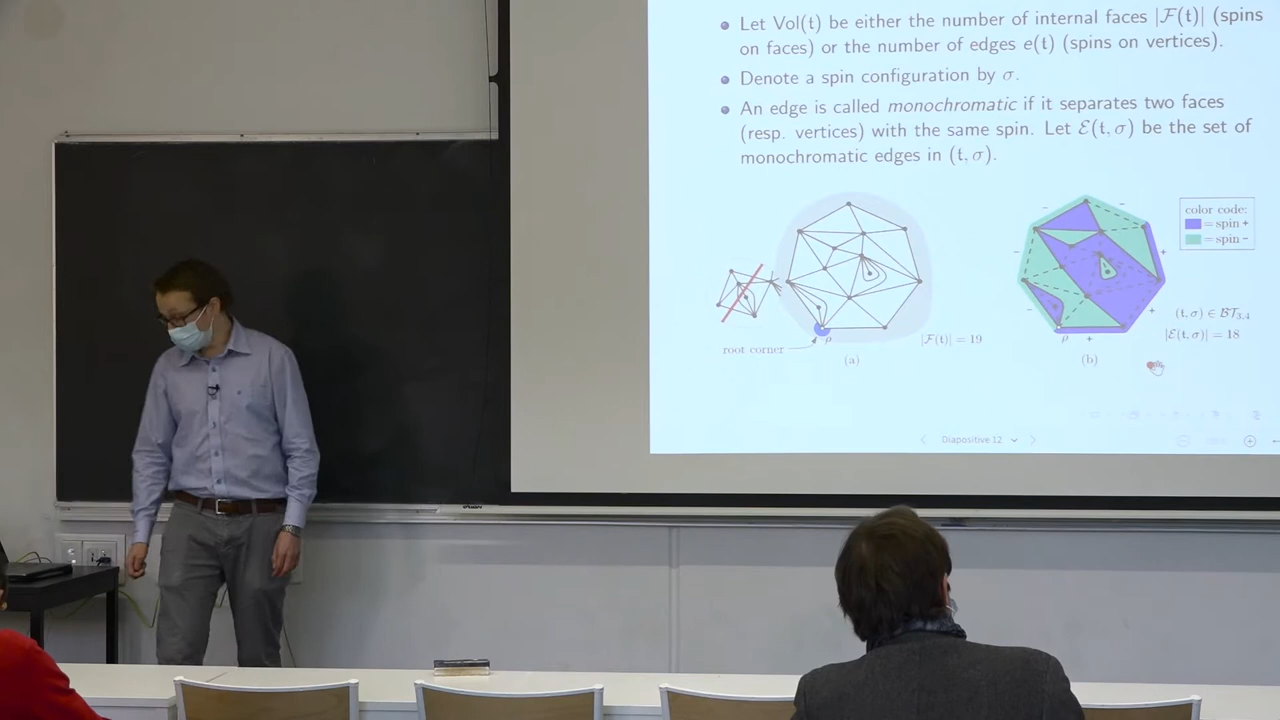 Let Vol(t) be either the number of internal faces |F(t)| (spins
on faces) or the number of edges e(t) (spins on vertices).
Denote a spin configuration by σ.
An edge is called monochromatic if it separates two faces
(resp. vertices) with the same spin. Let ℰ(t, σ) be the set of
monochromatic edges in (t, σ).
root corner
ρ
|F(t)| = 19
(a)
−
−
−
−
+
+
ρ
+
(b)
color code:
= spin +
= spin −
(t, σ) ∈ BT₃,₄
|ℰ(t, σ)| = 18
Diapositive 12